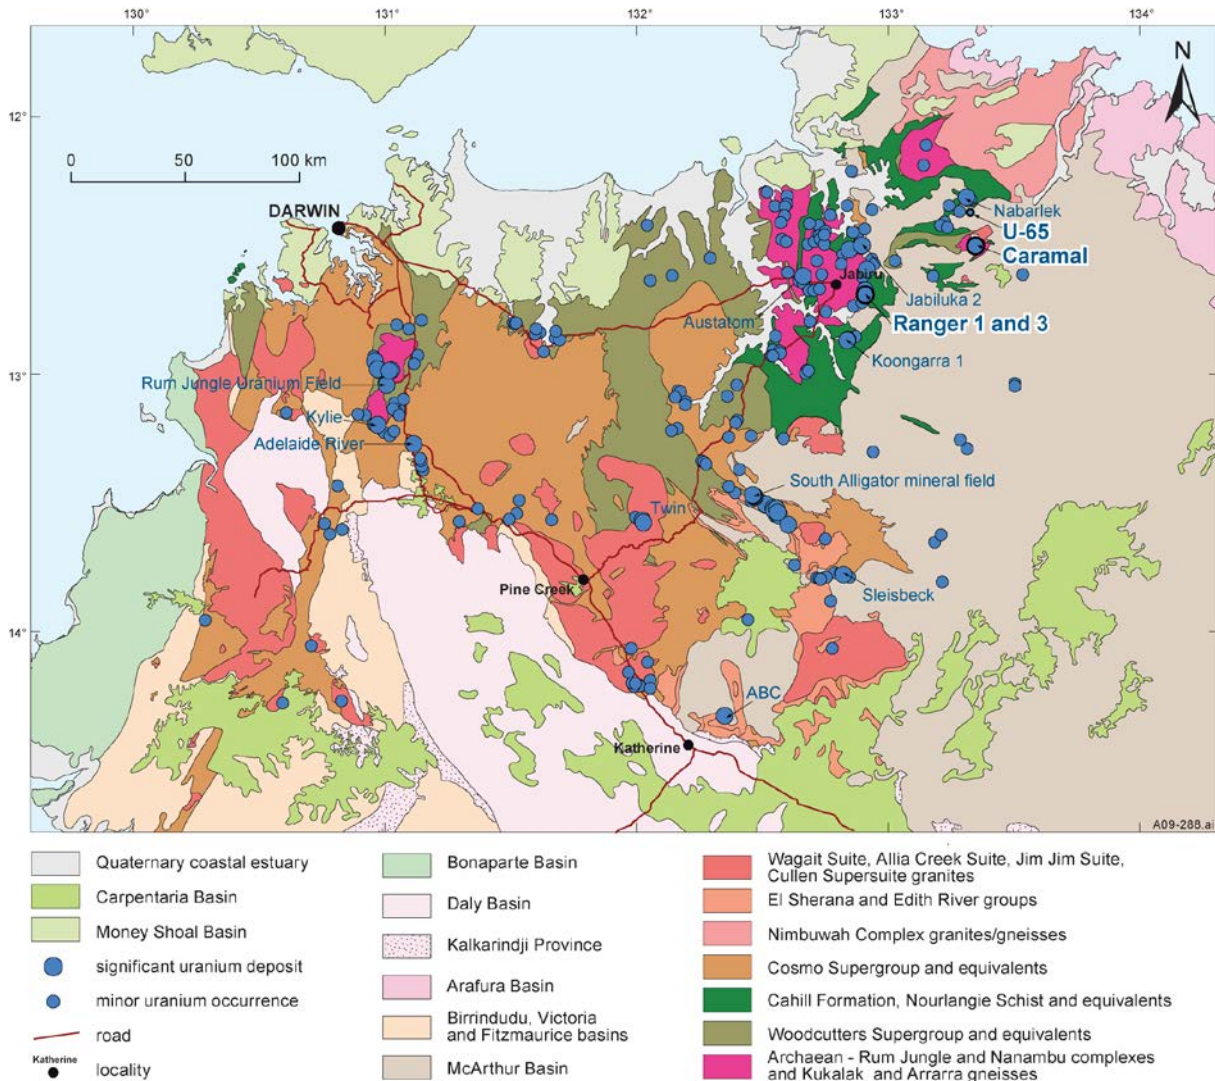 130°
131°
132°
133°
134°
N
12°
0 50 100 km
DARWIN
Nabarlek
U-65
Caramal
Jabiru
Jabiluka 2
Austatom
Ranger 1 and 3
Koongarra 1
13°
Rum Jungle Uranium Field
Kylie
Adelaide River
South Alligator mineral field
Twin
Pine Creek
Sleisbeck
14°
ABC
Katherine
A09-288.ai
Quaternary coastal estuary
Carpentaria Basin
Money Shoal Basin
significant uranium deposit
minor uranium occurrence
road
Katherine
locality
Bonaparte Basin
Daly Basin
Kalkarindji Province
Arafura Basin
Birrindudu, Victoria
and Fitzmaurice basins
McArthur Basin
Wagait Suite, Allia Creek Suite, Jim Jim Suite,
Cullen Supersuite granites
El Sherana and Edith River groups
Nimbuwah Complex granites/gneisses
Cosmo Supergroup and equivalents
Cahill Formation, Nourlangie Schist and equivalents
Woodcutters Supergroup and equivalents
Archaean - Rum Jungle and Nanambu complexes
and Kukalak and Arrarra gneisses